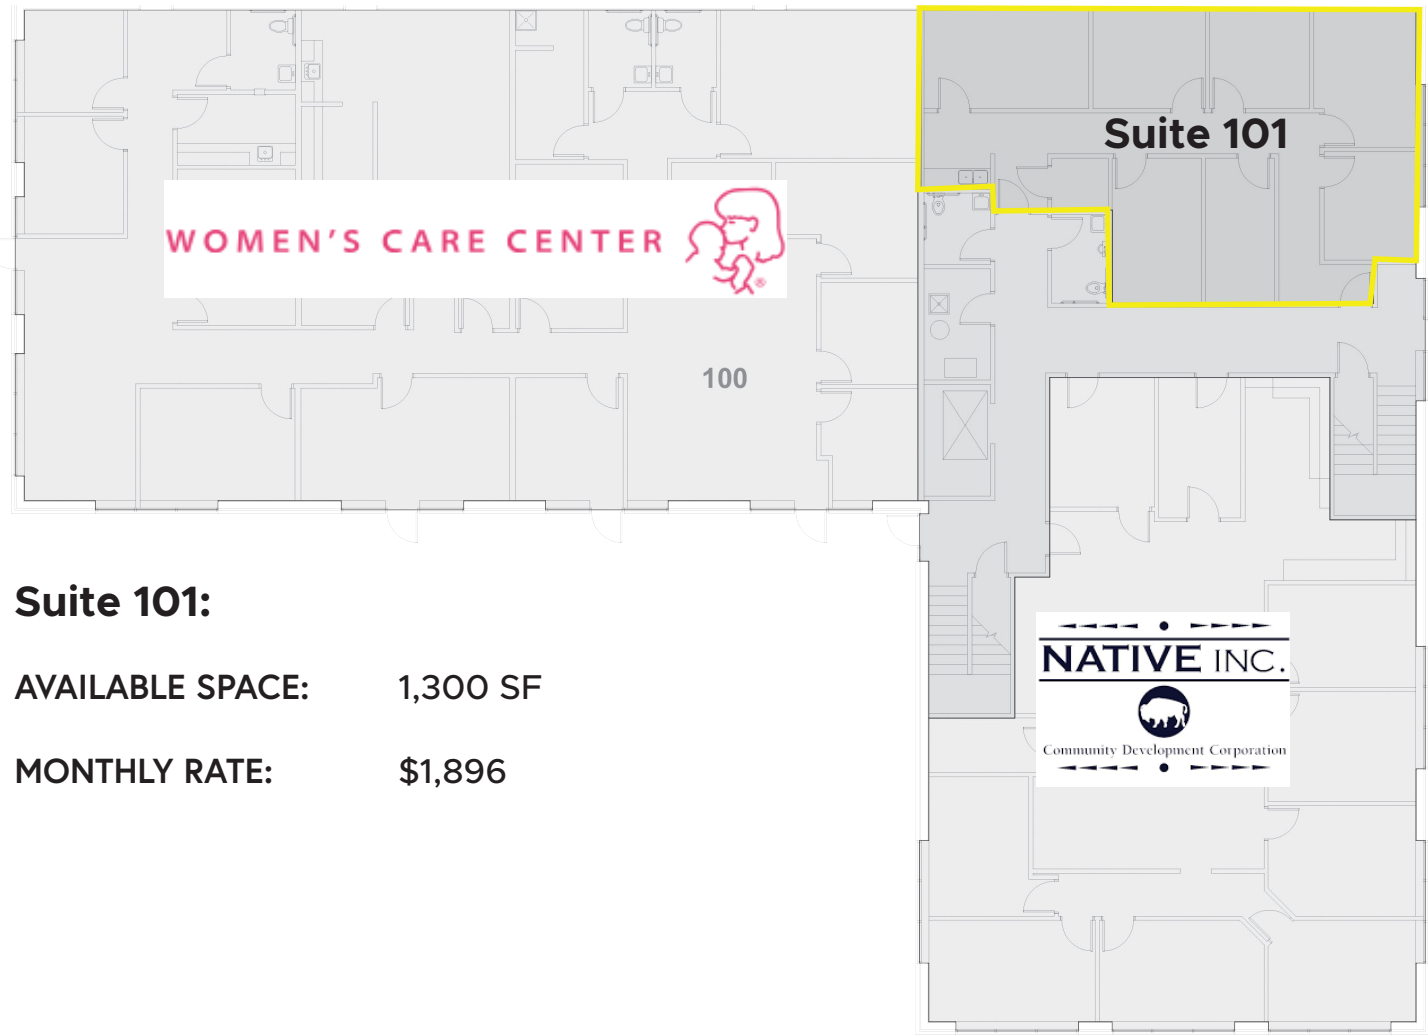 Suite 101
WOMEN'S CARE CENTER
®
100
Suite 101:
AVAILABLE SPACE: 1,300 SF
MONTHLY RATE: $1,896
NATIVE INC.
Community Development Corporation